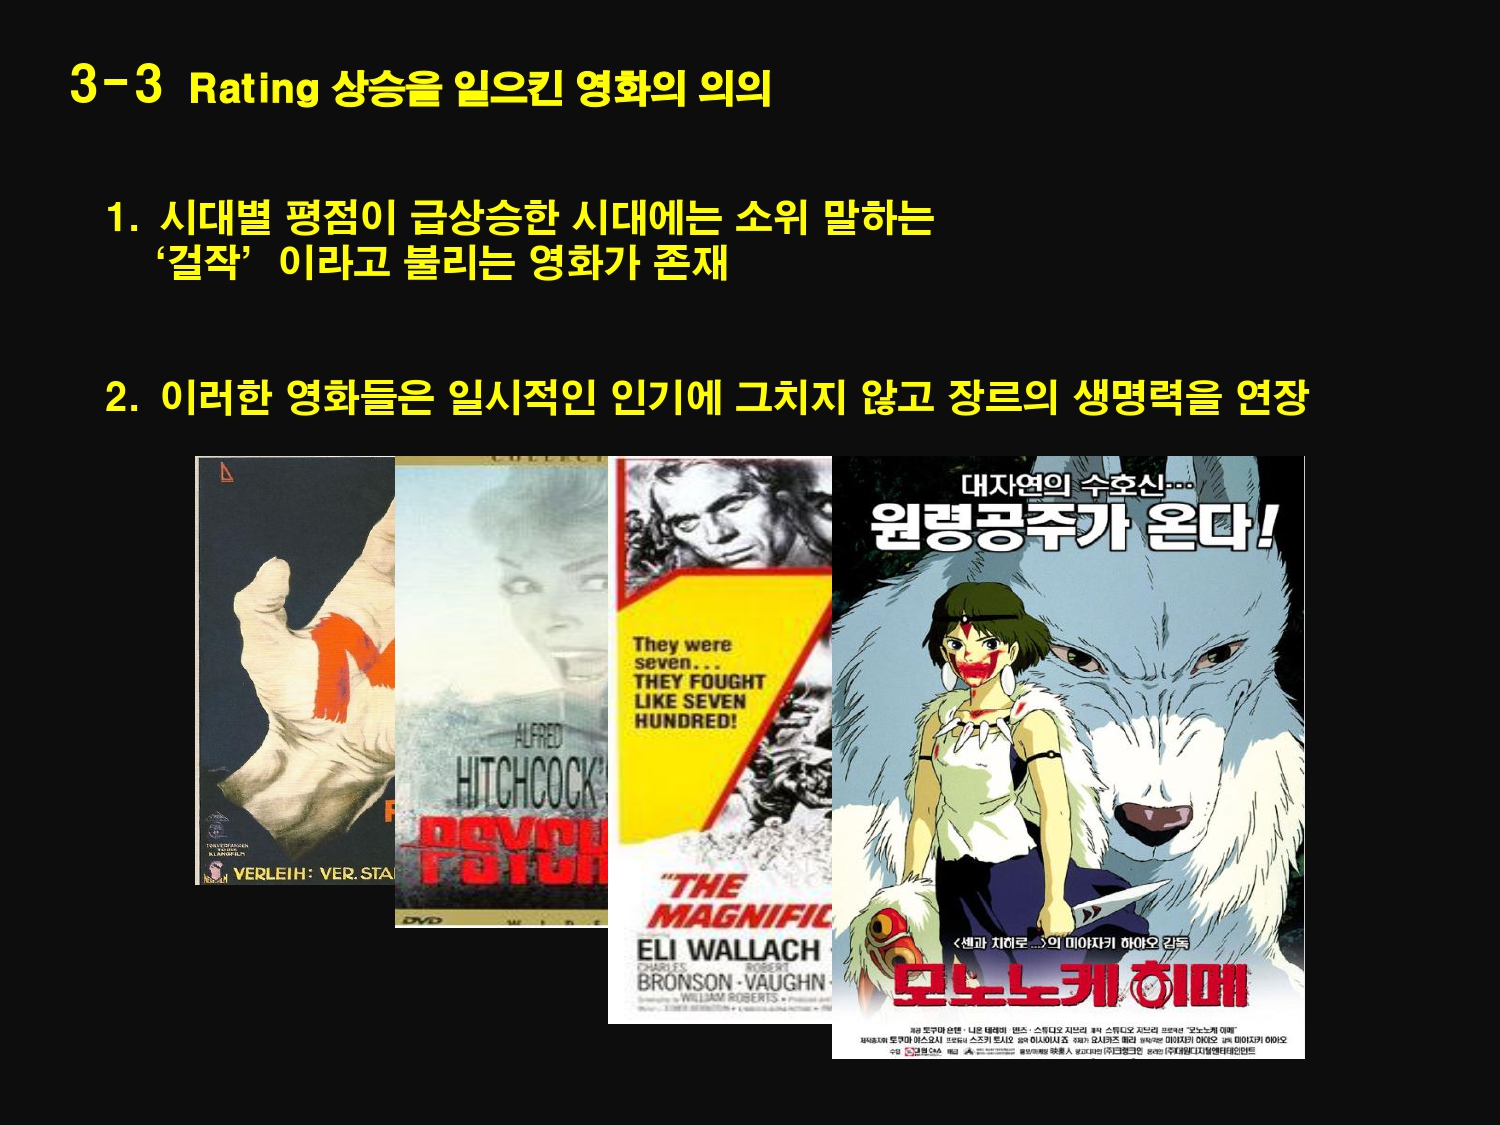 3-3 Rating 상승을 일으킨 영화의 의의
1. 시대별 평점이 급상승한 시대에는 소위 말하는
‘걸작’ 이라고 불리는 영화가 존재
2. 이러한 영화들은 일시적인 인기에 그치지 않고 장르의 생명력을 연장
VERLEIH: VER. STA
ALFRED
HITCHCOCK'S
PSYCH
DVD
They were
seven...
THEY FOUGHT
LIKE SEVEN
HUNDRED!
"THE
MAGNIFIC
ELI WALLACH
CHARLES ROBERT
BRONSON · VAUGHN
WILLIAM ROBERTS
대자연의 수호신...
원령공주가 온다!
<센과 치히로...>의 미야자키 하야오 감독
모노노케 히메